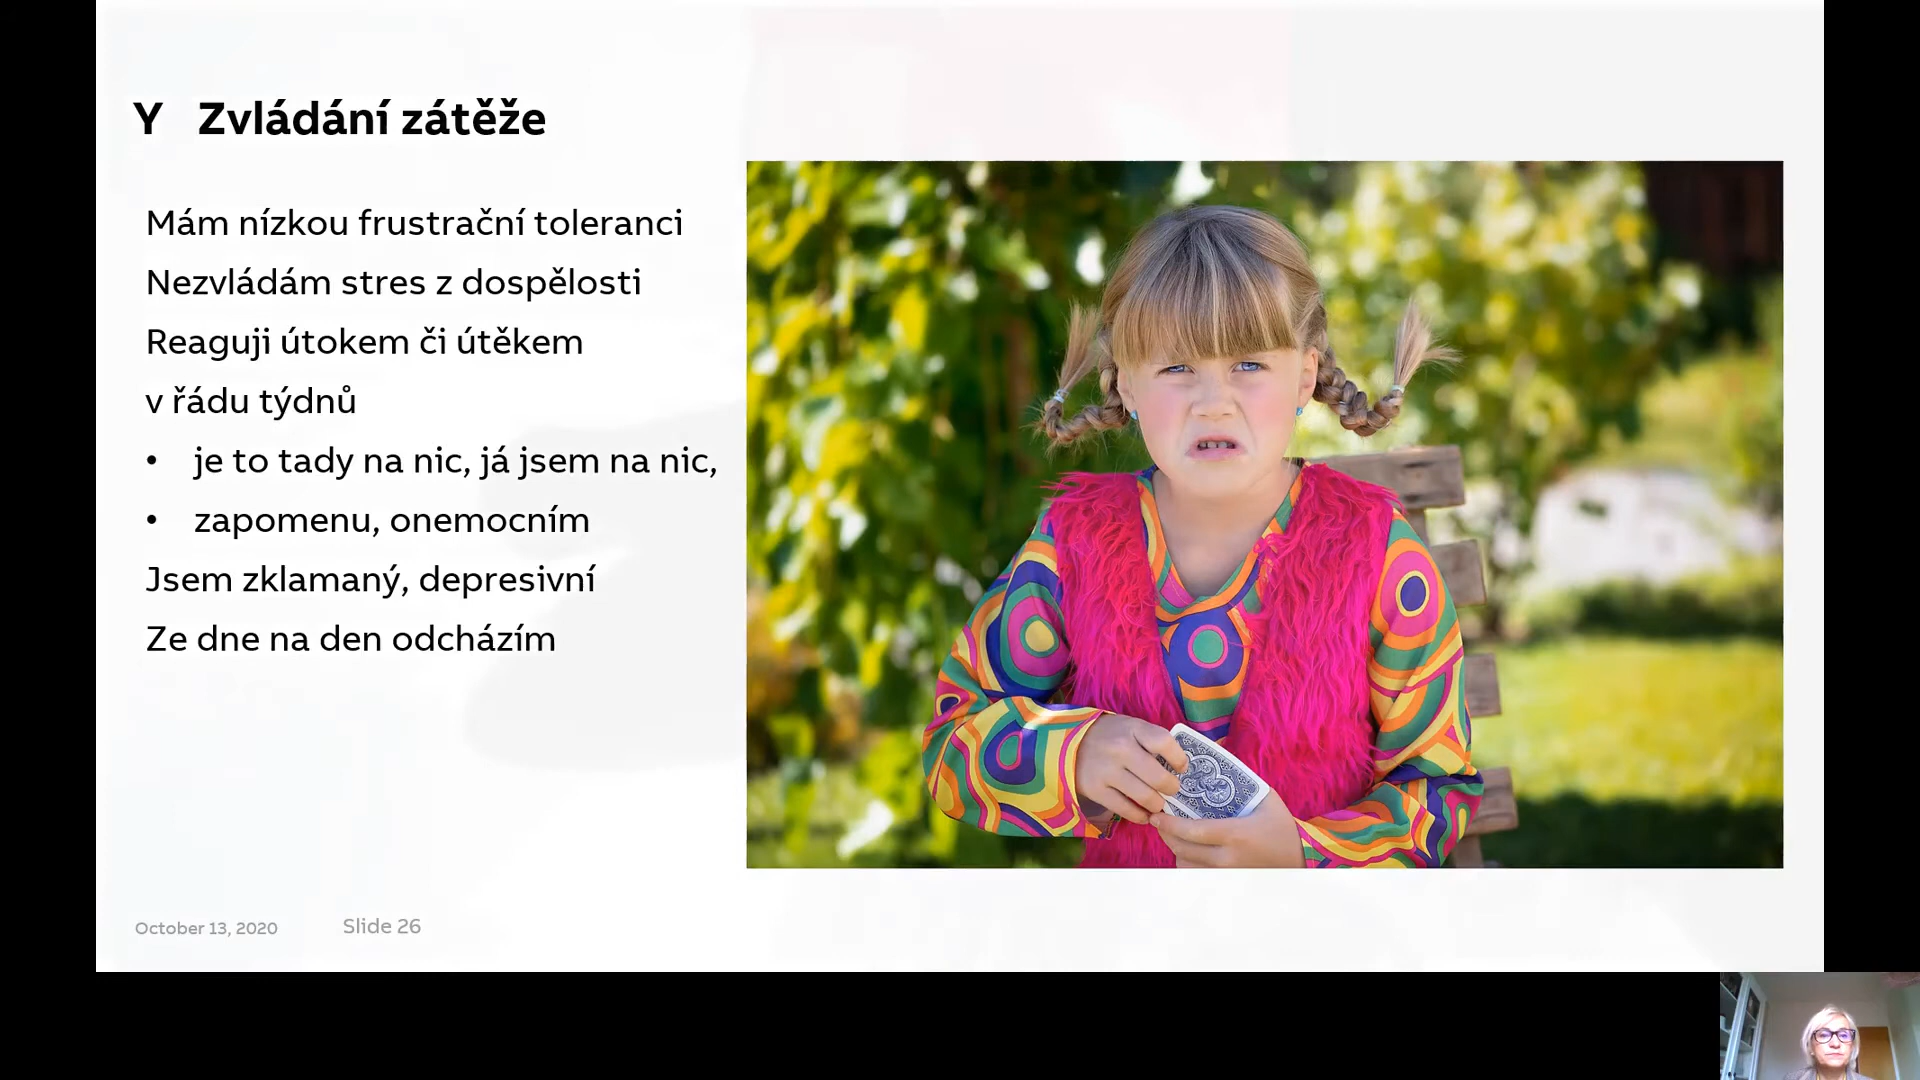 Y Zvládání zátěže
Mám nízkou frustrační toleranci
Nezvládám stres z dospělosti
Reaguji útokem či útěkem
v řádu týdnů
• je to tady na nic, já jsem na nic,
• zapomenu, onemocním
Jsem zklamaný, depresivní
Ze dne na den odcházím
October 13, 2020 Slide 26